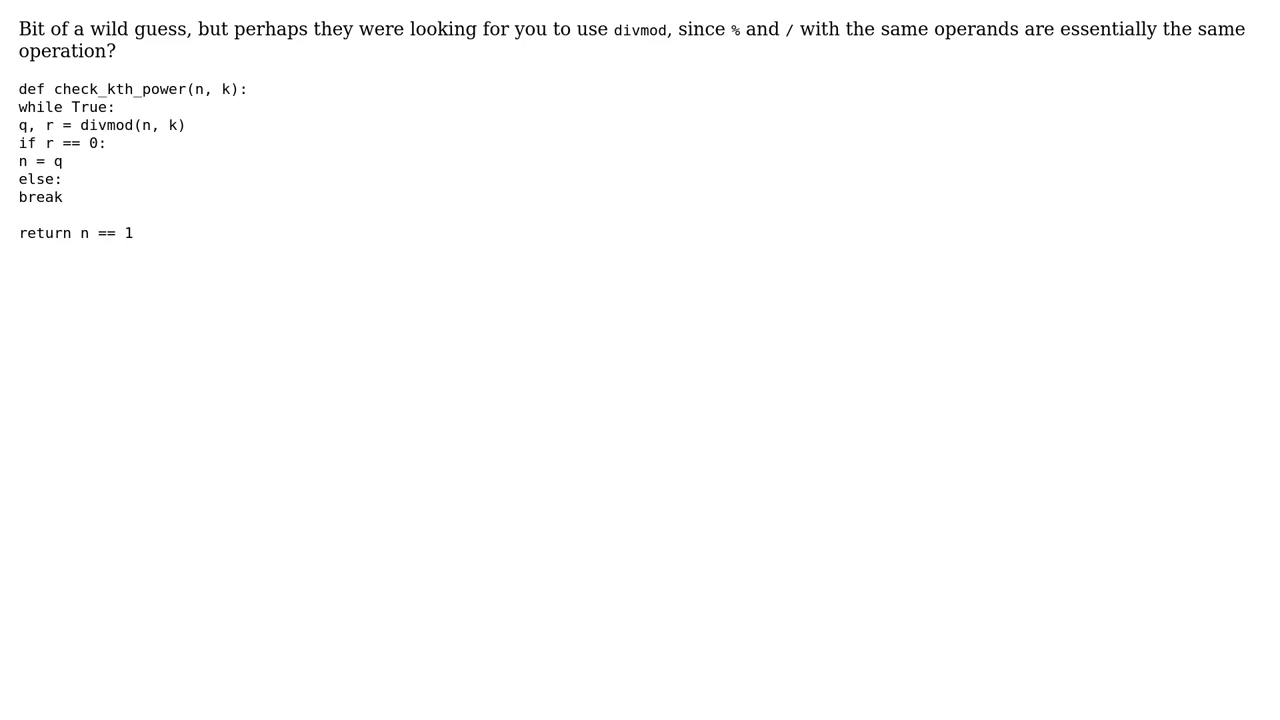 Bit of a wild guess, but perhaps they were looking for you to use divmod, since % and / with the same operands are essentially the same
operation?
def check_kth_power(n, k):
while True:
q, r = divmod(n, k)
if r == 0:
n = q
else:
break
return n == 1